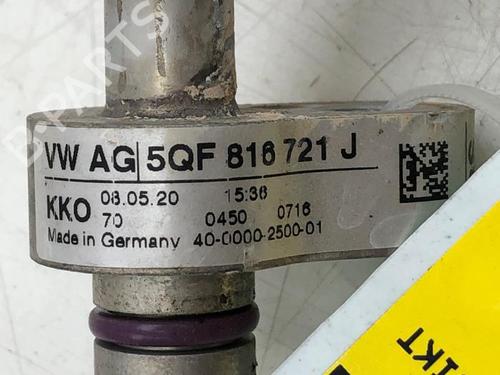 VW AG 5QF 816 721 J
KKO 08.05.20 15:36
70 0450 0716
Made in Germany 40-0000-2500-01
B-PARTS